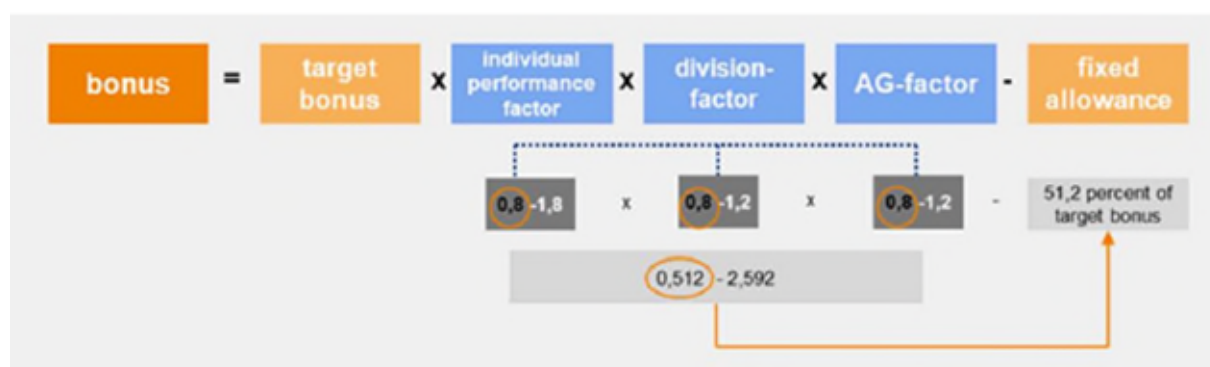 bonus = target bonus x individual performance factor x division-factor x AG-factor - fixed allowance
0,8 -1,8 x 0,8 -1,2 x 0,8 -1,2 - 51,2 percent of target bonus
0,512 - 2,592